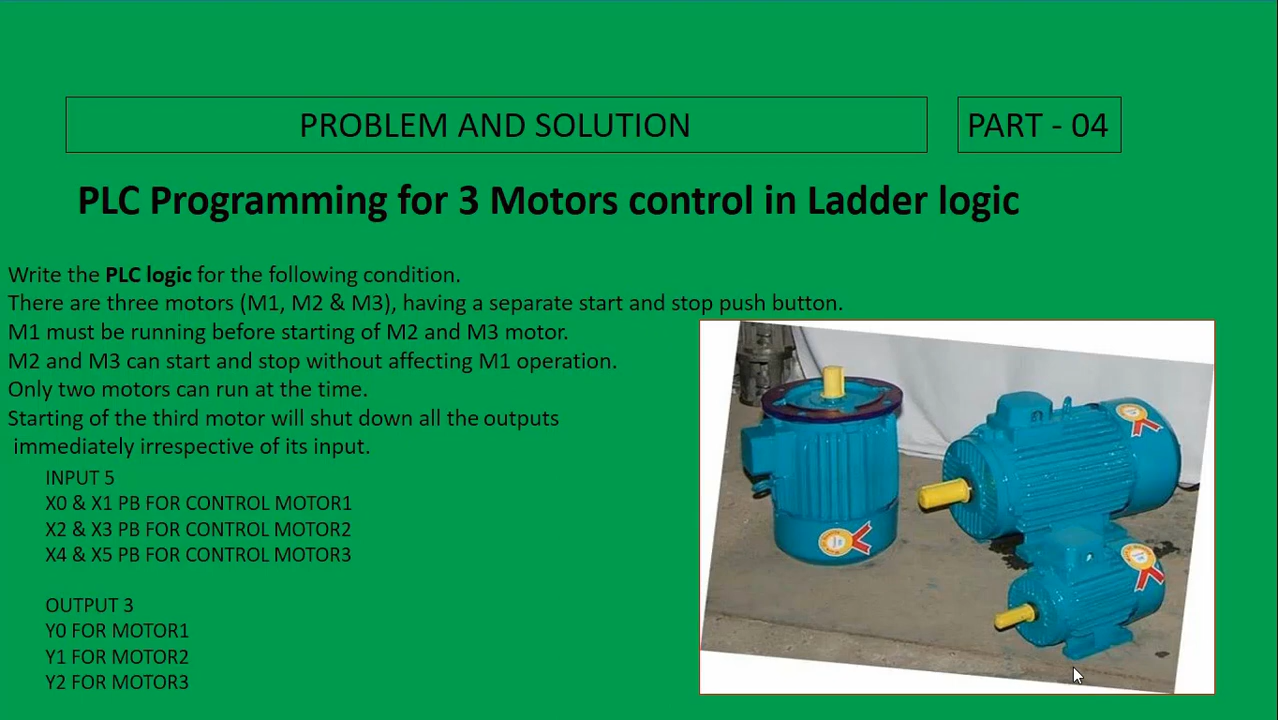 PROBLEM AND SOLUTION
PART - 04
PLC Programming for 3 Motors control in Ladder logic
Write the PLC logic for the following condition.
There are three motors (M1, M2 & M3), having a separate start and stop push button.
M1 must be running before starting of M2 and M3 motor.
M2 and M3 can start and stop without affecting M1 operation.
Only two motors can run at the time.
Starting of the third motor will shut down all the outputs
immediately irrespective of its input.
INPUT 5
X0 & X1 PB FOR CONTROL MOTOR1
X2 & X3 PB FOR CONTROL MOTOR2
X4 & X5 PB FOR CONTROL MOTOR3
OUTPUT 3
Y0 FOR MOTOR1
Y1 FOR MOTOR2
Y2 FOR MOTOR3